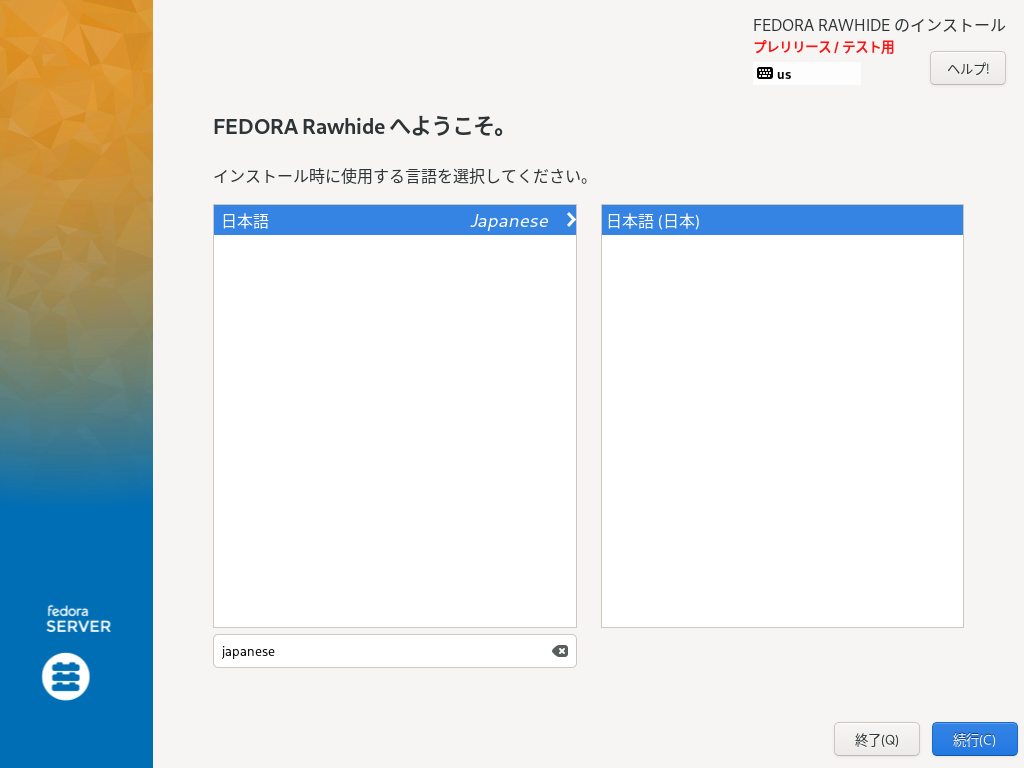 FEDORA RAWHIDE のインストール
プレリリース / テスト用
us
ヘルプ!
FEDORA Rawhide へようこそ。
インストール時に使用する言語を選択してください。
日本語 Japanese
日本語 (日本)
japanese
fedora
SERVER
終了(Q)
続行(C)